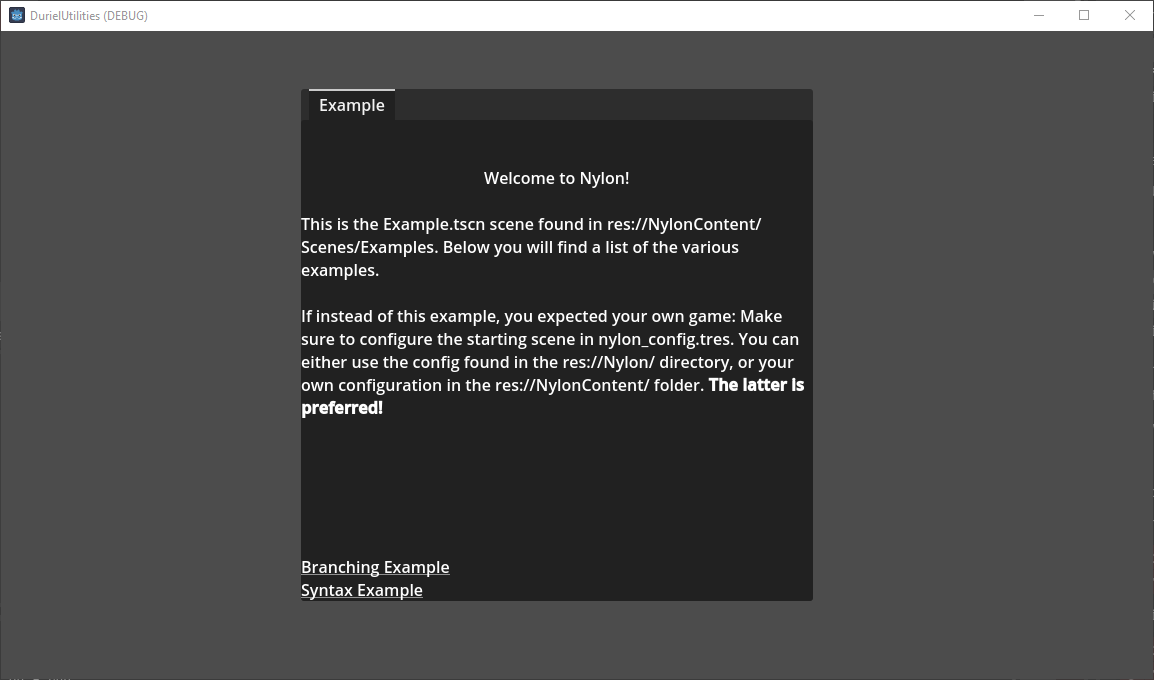 DurielUtilities (DEBUG)
Example
Welcome to Nylon!
This is the Example.tscn scene found in res://NylonContent/
Scenes/Examples. Below you will find a list of the various
examples.
If instead of this example, you expected your own game: Make
sure to configure the starting scene in nylon_config.tres. You can
either use the config found in the res://Nylon/ directory, or your
own configuration in the res://NylonContent/ folder. The latter is
preferred!
Branching Example
Syntax Example